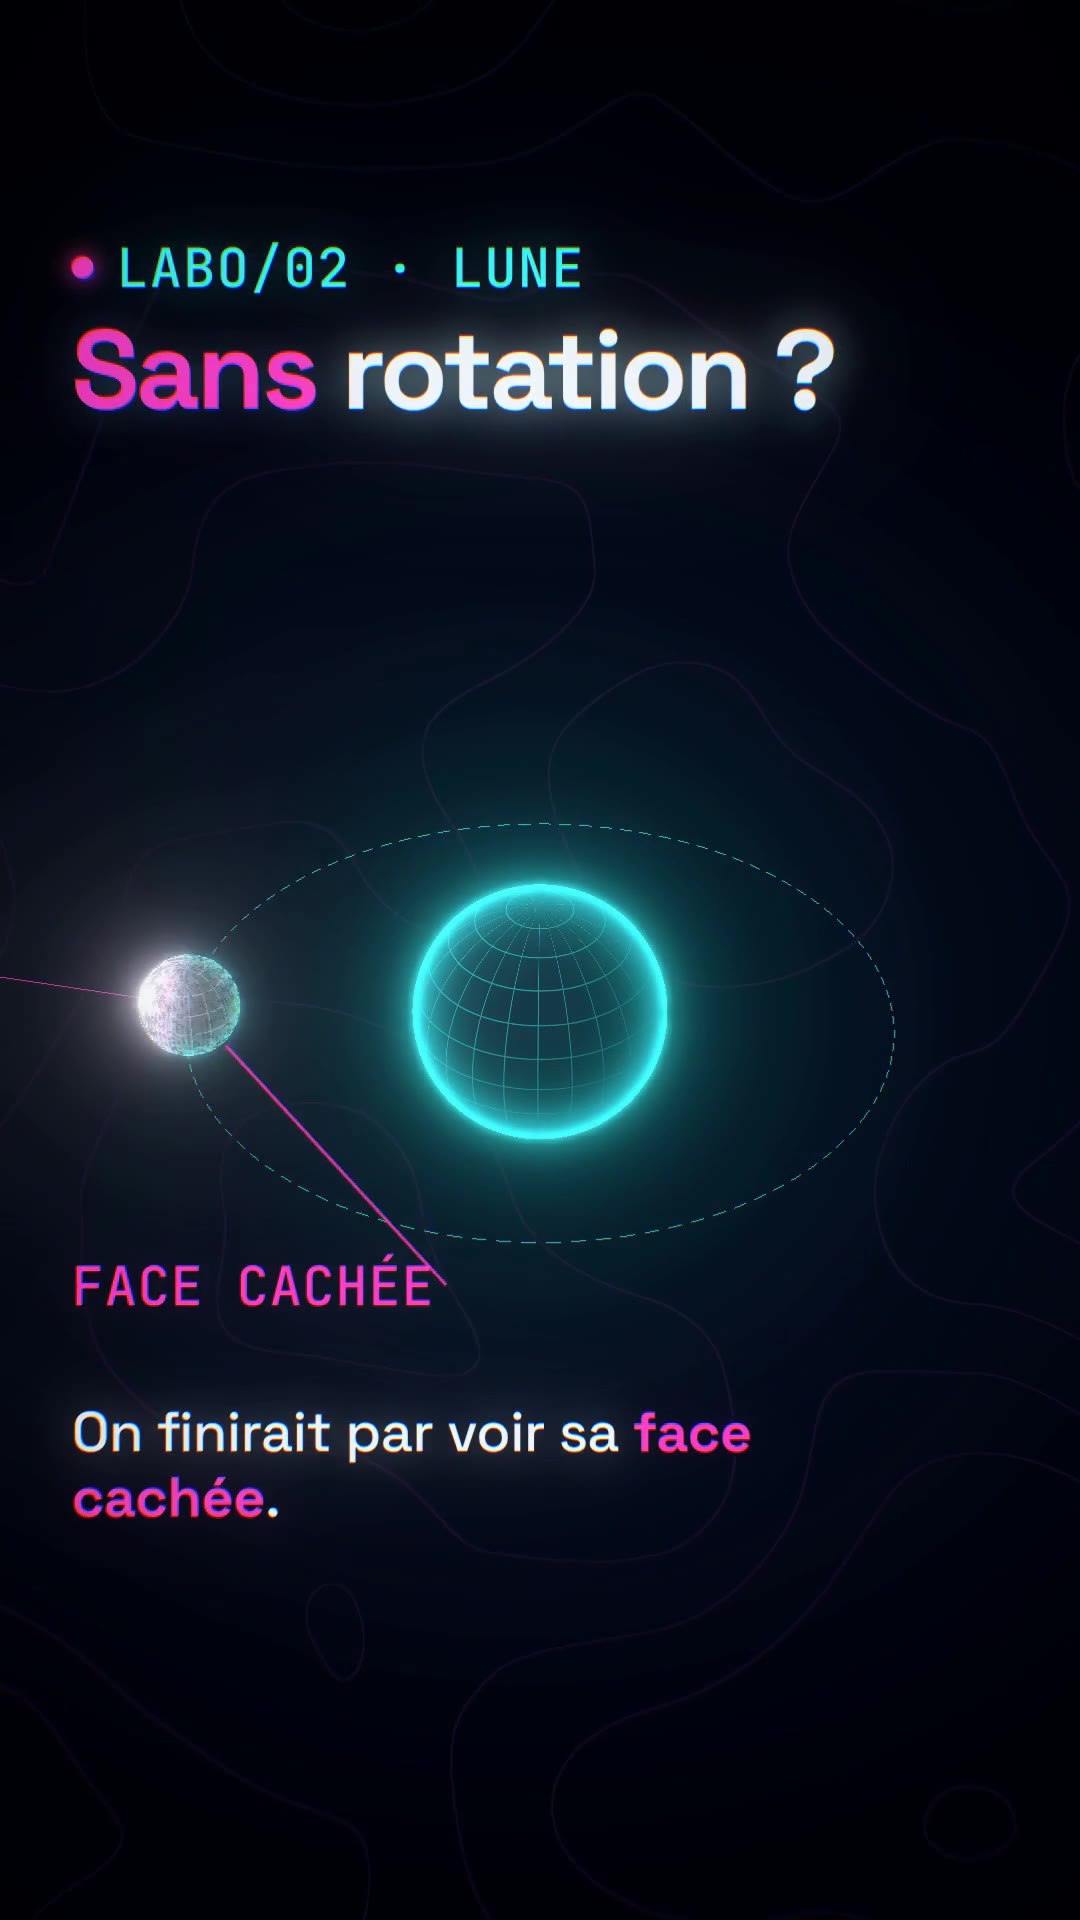 LABO/02 · LUNE
Sans rotation ?
FACE CACHÉE
On finirait par voir sa face
cachée.